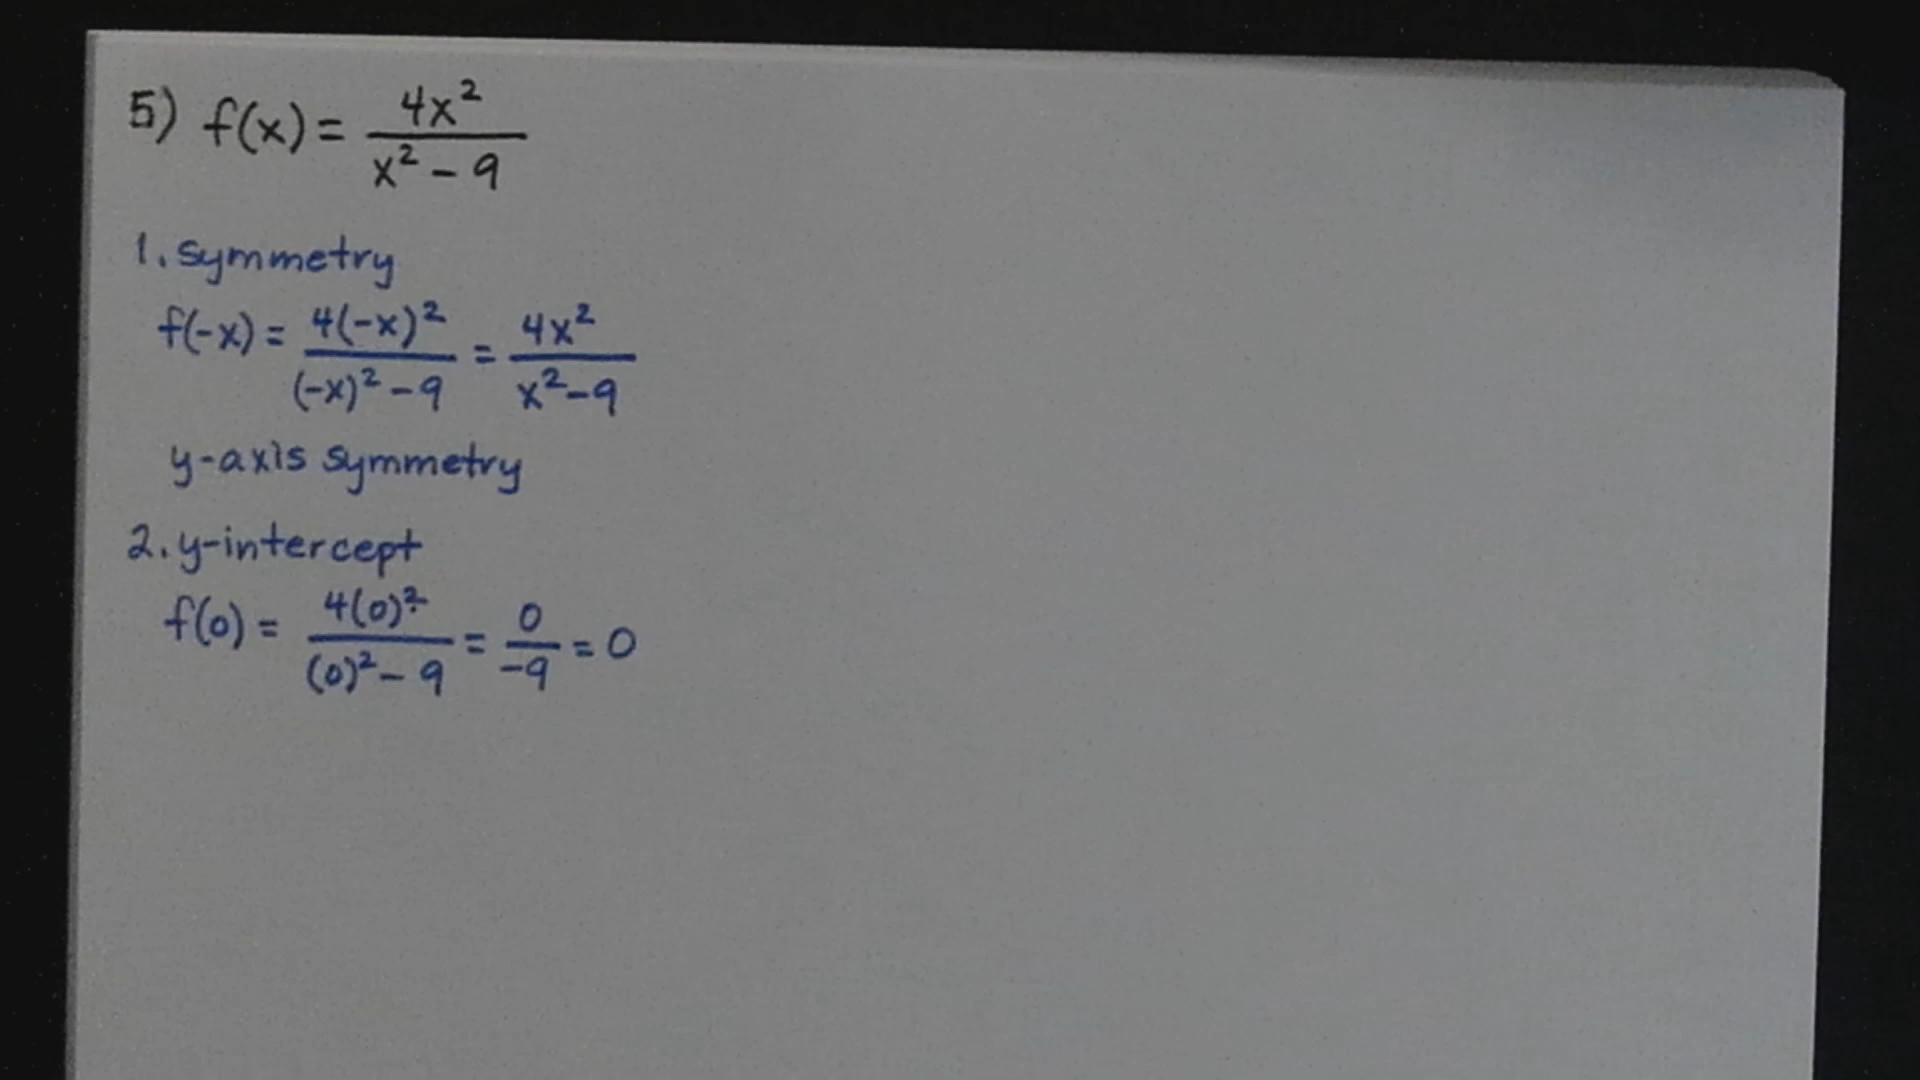 5) f(x) = 4x² / x² - 9
1. symmetry
f(-x) = 4(-x)² / (-x)² - 9 = 4x² / x² - 9
y-axis symmetry
2. y-intercept
f(0) = 4(0)² / (0)² - 9 = 0 / -9 = 0